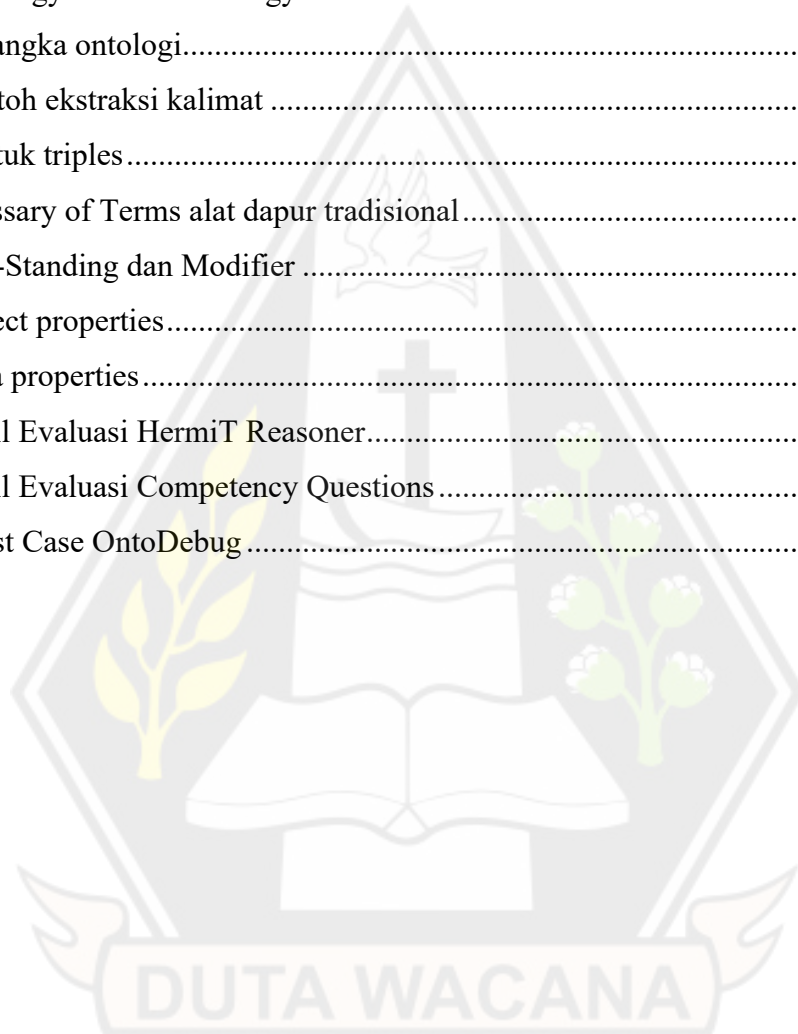 angka ontologi..........................................................................
toh ekstraksi kalimat ................................................................
tuk triples..................................................................................
ssary of Terms alat dapur tradisional.........................................
-Standing dan Modifier .............................................................
ect properties.............................................................................
a properties................................................................................
l Evaluasi HermiT Reasoner.....................................................
l Evaluasi Competency Questions............................................
st Case OntoDebug....................................................................
DUTA WACANA